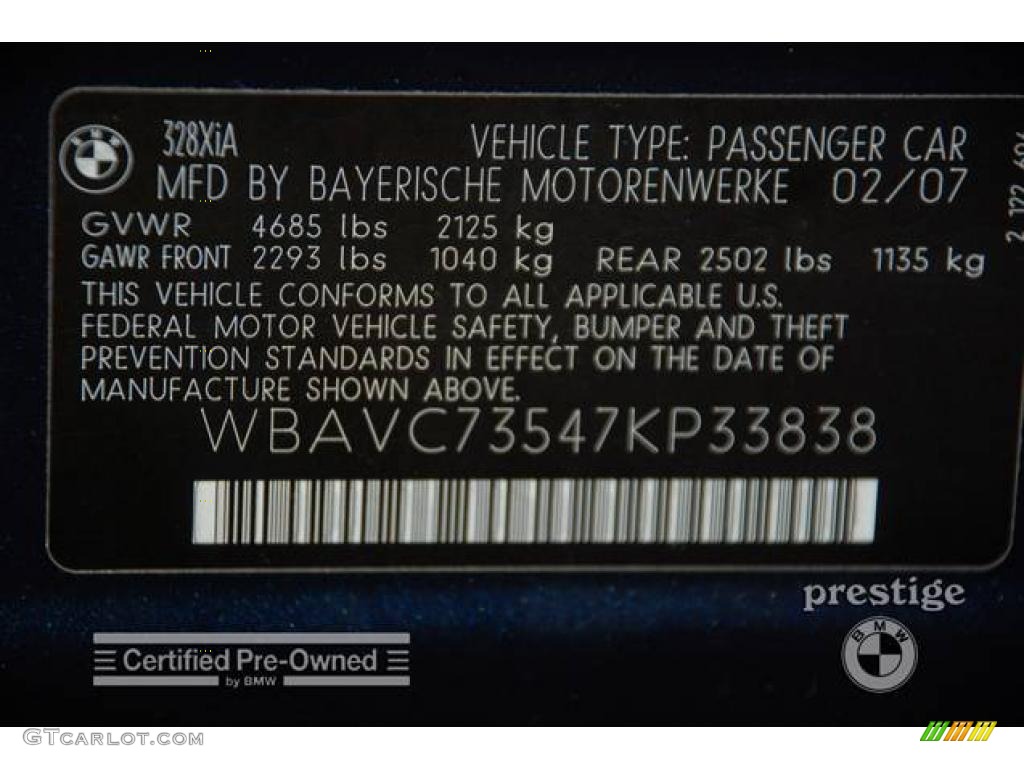 328XiA
VEHICLE TYPE: PASSENGER CAR
MFD BY BAYERISCHE MOTORENWERKE 02/07
GVWR 4685 lbs 2125 kg
GAWR FRONT 2293 lbs 1040 kg REAR 2502 lbs 1135 kg
THIS VEHICLE CONFORMS TO ALL APPLICABLE U.S.
FEDERAL MOTOR VEHICLE SAFETY, BUMPER AND THEFT
PREVENTION STANDARDS IN EFFECT ON THE DATE OF
MANUFACTURE SHOWN ABOVE.
WBAVC73547KP33838
prestige
BMW
Certified Pre-Owned
by BMW
GTCARLOT.COM